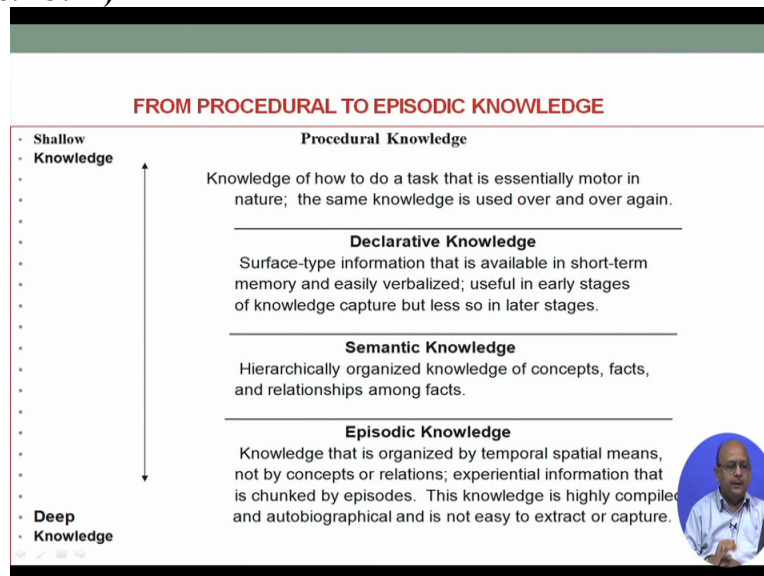 FROM PROCEDURAL TO EPISODIC KNOWLEDGE
Shallow
Knowledge
Procedural Knowledge
Knowledge of how to do a task that is essentially motor in
nature; the same knowledge is used over and over again.
Declarative Knowledge
Surface-type information that is available in short-term
memory and easily verbalized; useful in early stages
of knowledge capture but less so in later stages.
Semantic Knowledge
Hierarchically organized knowledge of concepts, facts,
and relationships among facts.
Episodic Knowledge
Knowledge that is organized by temporal spatial means,
not by concepts or relations; experiential information that
is chunked by episodes. This knowledge is highly compiled
and autobiographical and is not easy to extract or capture.
Deep
Knowledge